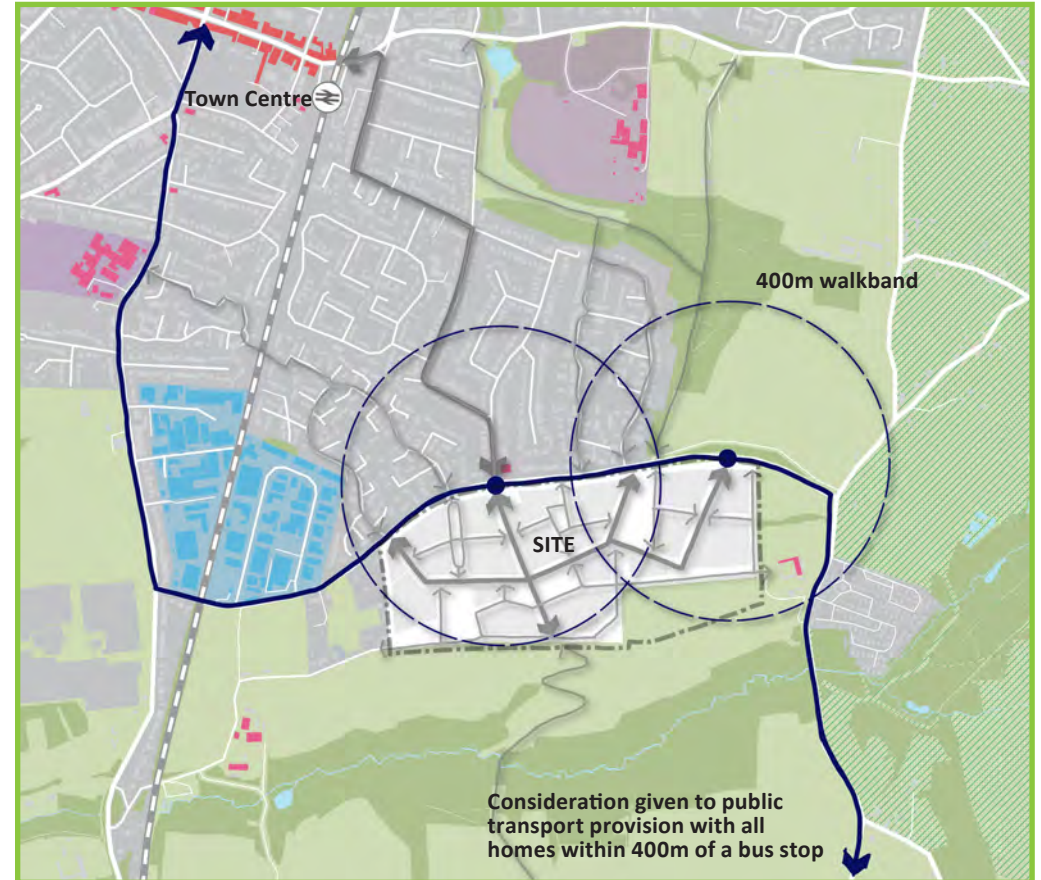 Town Centre
400m walkband
SITE
Consideration given to public
transport provision with all
homes within 400m of a bus stop